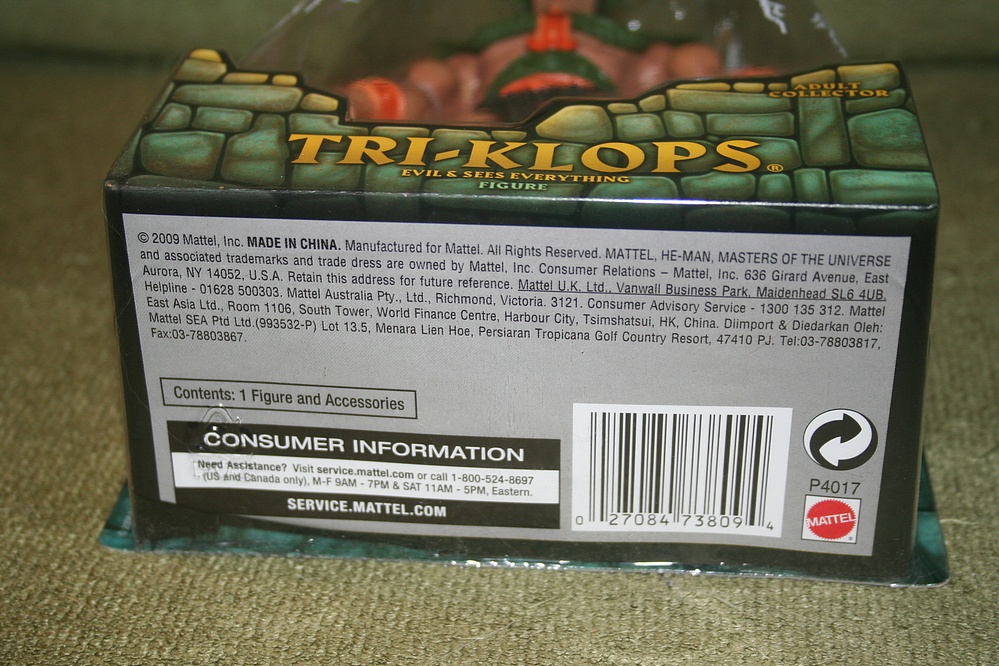 ADULT
COLLECTOR
TRI-KLOPS®
EVIL & SEES EVERYTHING
FIGURE
© 2009 Mattel, Inc. MADE IN CHINA. Manufactured for Mattel. All Rights Reserved. MATTEL, HE-MAN, MASTERS OF THE UNIVERSE
and associated trademarks and trade dress are owned by Mattel, Inc. Consumer Relations – Mattel, Inc. 636 Girard Avenue, East
Aurora, NY 14052, U.S.A. Retain this address for future reference. Mattel U.K. Ltd., Vanwall Business Park, Maidenhead SL6 4UB.
Helpline - 01628 500303. Mattel Australia Pty., Ltd., Richmond, Victoria. 3121. Consumer Advisory Service - 1300 135 312. Mattel
East Asia Ltd., Room 1106, South Tower, World Finance Centre, Harbour City, Tsimshatsui, HK, China. Diimport & Diedarkan Oleh:
Mattel SEA Ptd Ltd.(993532-P) Lot 13.5, Menara Lien Hoe, Persiaran Tropicana Golf Country Resort, 47410 PJ. Tel:03-78803817,
Fax:03-78803867.
Contents: 1 Figure and Accessories
CONSUMER INFORMATION
Need Assistance? Visit service.mattel.com or call 1-800-524-8697
(US and Canada only), M-F 9AM - 7PM & SAT 11AM - 5PM, Eastern.
SERVICE.MATTEL.COM
0 27084 73809 4
P4017
MATTEL®